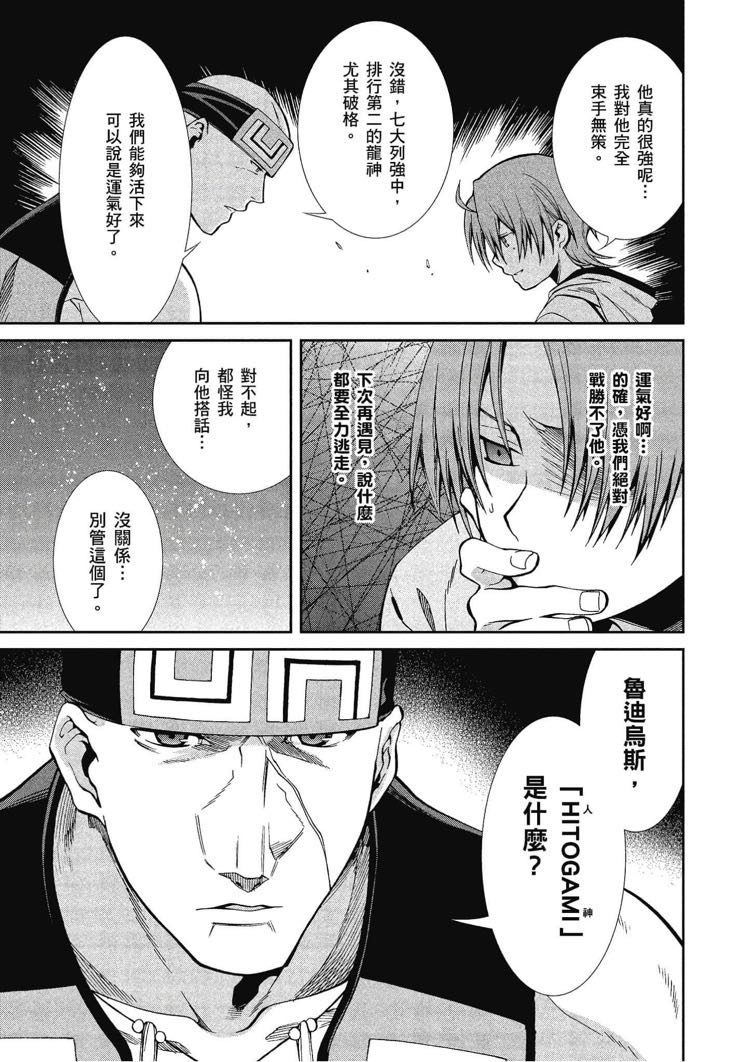 他真的很強呢…
我對他完全
束手無策。
沒錯，七大列強中，
排行第二的龍神
尤其破格。
我們能夠活下來
可以說是運氣好了。
運氣好啊…
的確，憑我們絕對
戰勝不了他。
下次再遇見，說什麼
都要全力逃走。
對不起，
都怪我
向他搭話…
沒關係…
別管這個了。
魯迪烏斯，
「HITOGAMI」
人神
是什麼？